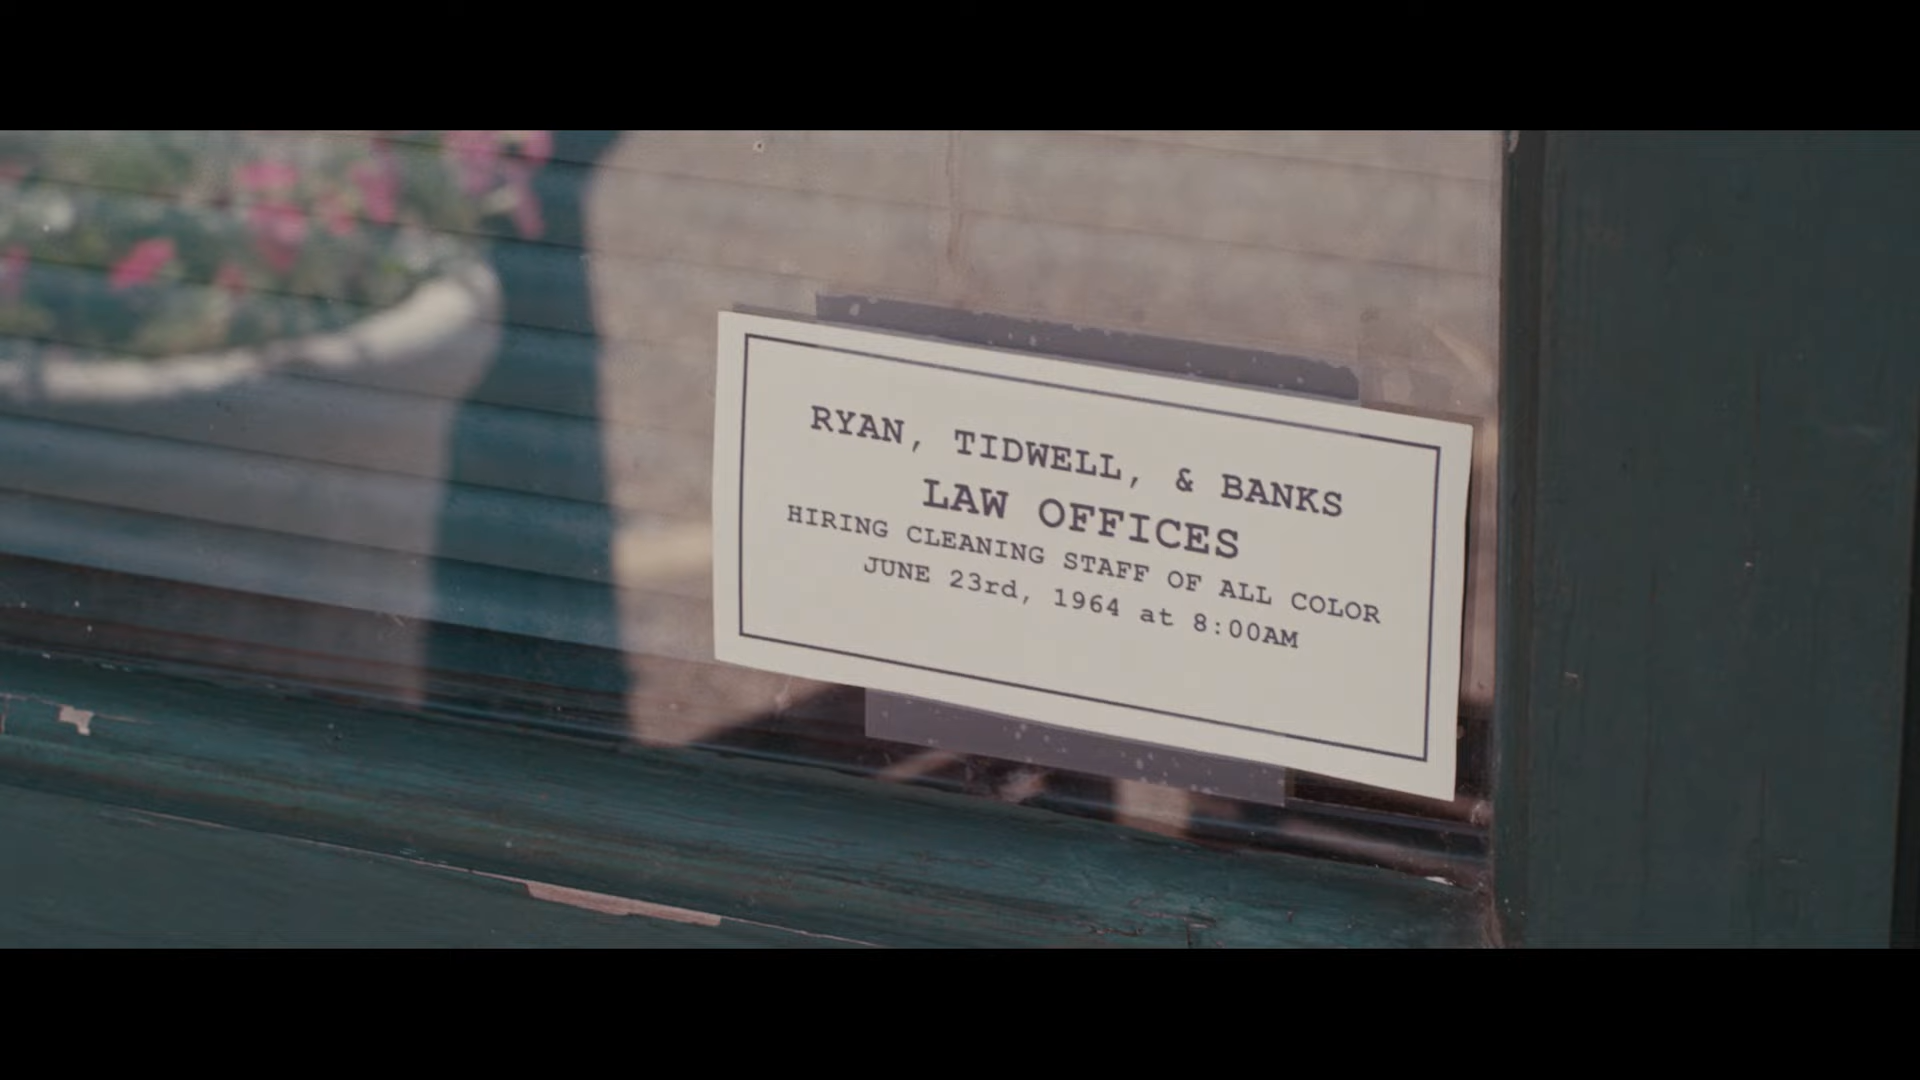 RYAN, TIDWELL, & BANKS
LAW OFFICES
HIRING CLEANING STAFF OF ALL COLOR
JUNE 23rd, 1964 at 8:00AM